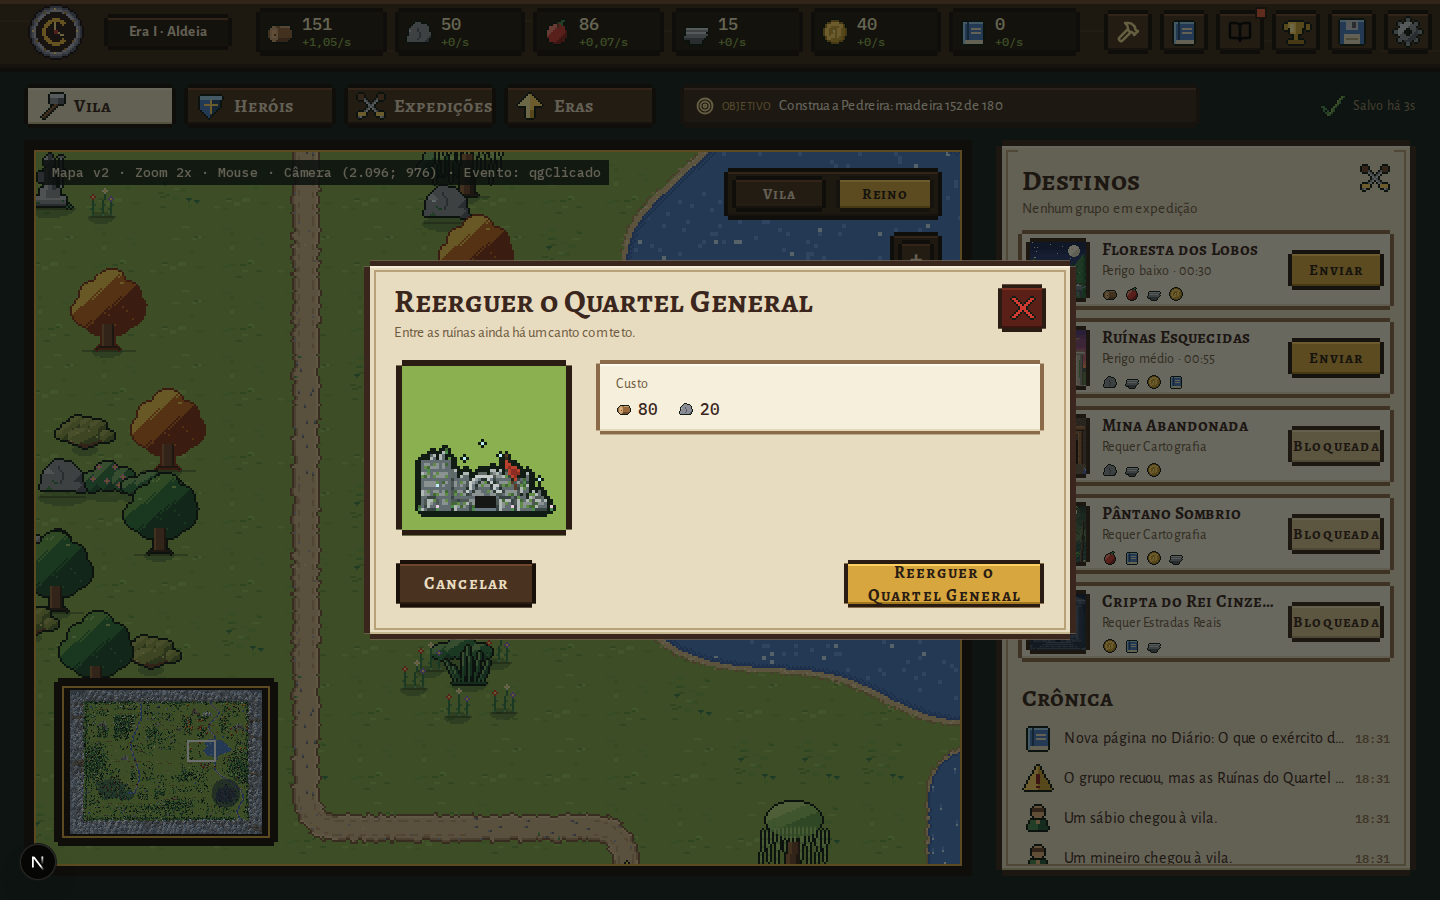 Era I · Aldeia
151
+1,05/s
50
+0/s
86
+0,07/s
15
+0/s
40
+0/s
0
+0/s
Vila
Heróis
Expedições
Eras
OBJETIVO Construa a Pedreira: madeira 152 de 180
Salvo há 3s
Mapa v2 · Zoom 2x · Mouse · Câmera (2.096; 976) · Evento: qgClicado
Vila
Reino
Reerguer o Quartel General
Entre as ruínas ainda há um canto com teto.
Custo
80
20
Cancelar
Reerguer o
Quartel General
Destinos
Nenhum grupo em expedição
Floresta dos Lobos
Perigo baixo · 00:30
Enviar
Ruínas Esquecidas
Perigo médio · 00:55
Enviar
Mina Abandonada
Requer Cartografia
Bloqueada
Pântano Sombrio
Requer Cartografia
Bloqueada
Cripta do Rei Cinze...
Requer Estradas Reais
Bloqueada
Crônica
Nova página no Diário: O que o exército d... 18:31
O grupo recuou, mas as Ruínas do Quartel ... 18:31
Um sábio chegou à vila. 18:31
Um mineiro chegou à vila. 18:31
N